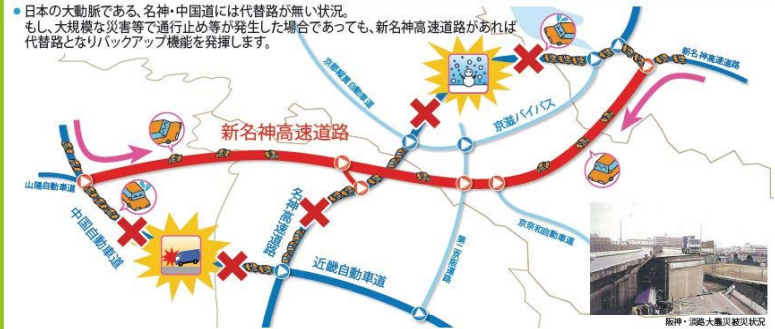 ● 日本の大動脈である、名神・中国道には代替路が無い状況。
もし、大規模な災害等で通行止め等が発生した場合であっても、新名神高速道路があれば
代替路となりバックアップ機能を発揮します。
新名神高速道路
京都縦貫自動車道
京滋バイパス
新名神高速道路
山陽自動車道
中国自動車道
名神高速道路
近畿自動車道
第二京阪道路
京奈和自動車道
阪神・淡路大震災被災状況